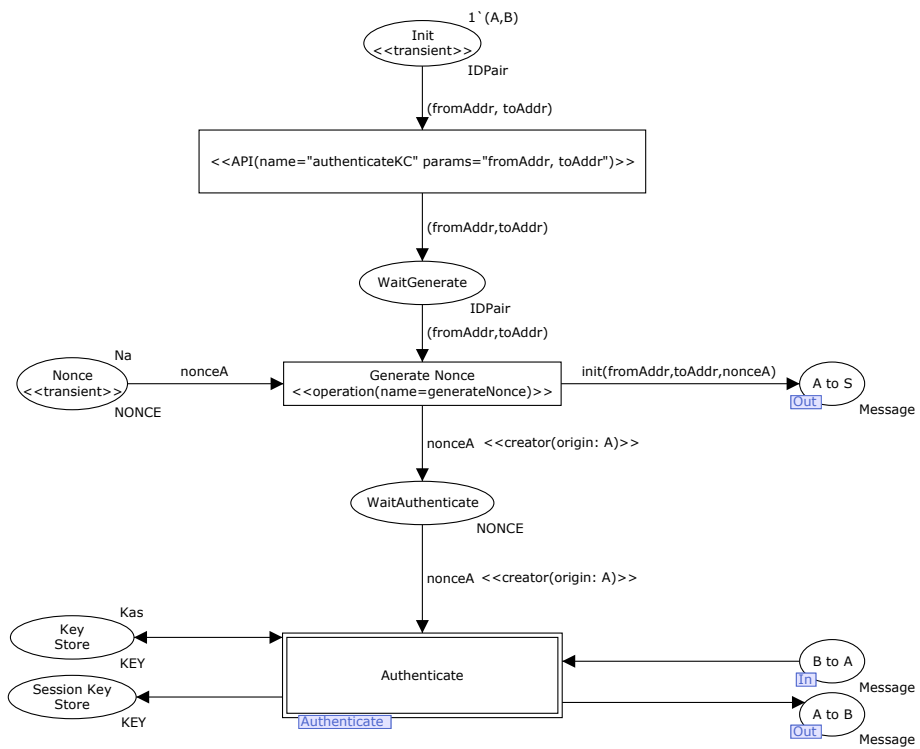 1`(A,B)
Init
<<transient>>
IDPair
(fromAddr, toAddr)
<<API(name="authenticateKC" params="fromAddr, toAddr")>>
(fromAddr,toAddr)
WaitGenerate
IDPair
(fromAddr,toAddr)
Na
Nonce
<<transient>>
NONCE
nonceA
Generate Nonce
<<operation(name=generateNonce)>>
init(fromAddr,toAddr,nonceA)
A to S
Out
Message
nonceA <<creator(origin: A)>>
WaitAuthenticate
NONCE
nonceA <<creator(origin: A)>>
Kas
Key
Store
KEY
Session Key
Store
KEY
Authenticate
Authenticate
B to A
In
Message
A to B
Out
Message